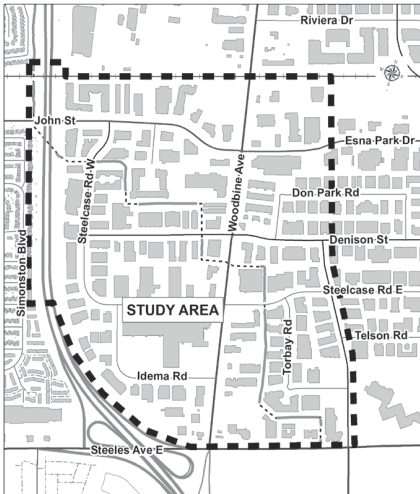 Riviera Dr
John St
Esna Park Dr
Steelcase Rd W
Woodbine Ave
Don Park Rd
Denison St
Simonston Blvd
Steelcase Rd E
STUDY AREA
Torbay Rd
Telson Rd
Idema Rd
Steeles Ave E